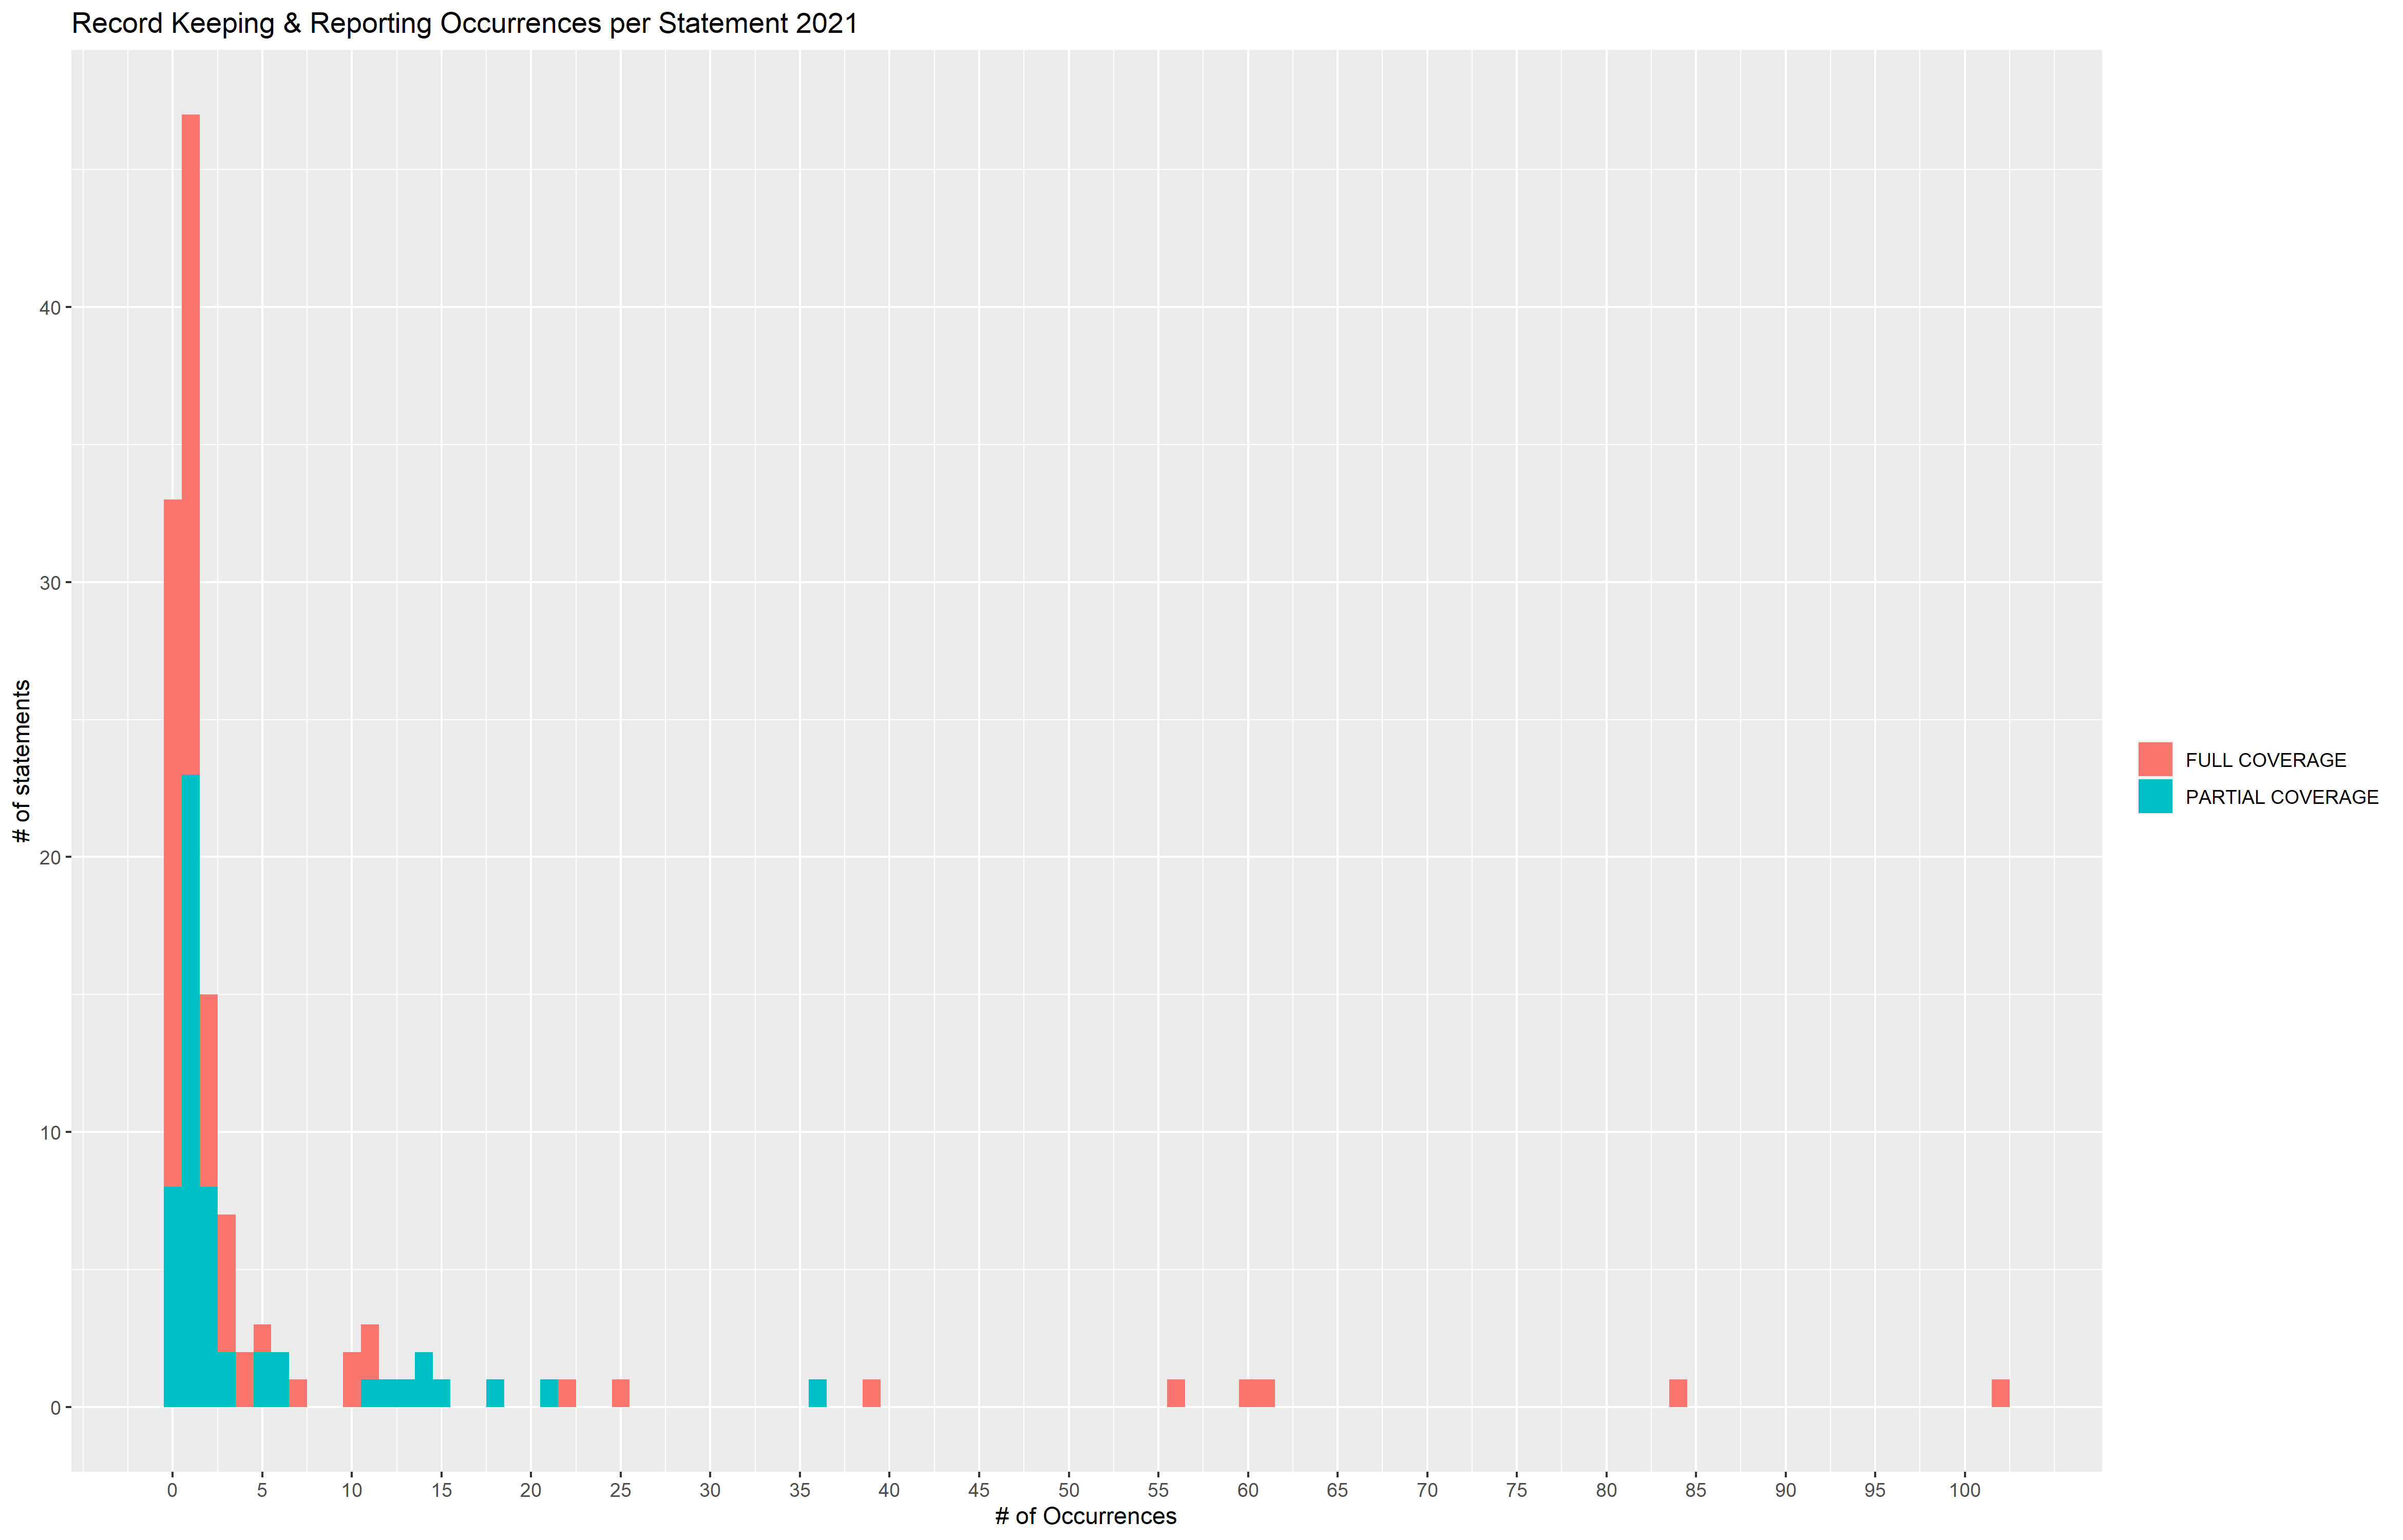 Record Keeping & Reporting Occurrences per Statement 2021
# of statements
40
30
20
10
0
0 5 10 15 20 25 30 35 40 45 50 55 60 65 70 75 80 85 90 95 100
# of Occurrences
FULL COVERAGE
PARTIAL COVERAGE